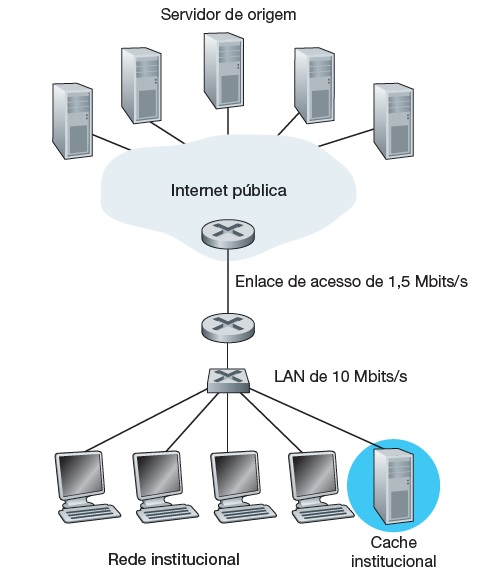 Servidor de origem
Internet pública
Enlace de acesso de 1,5 Mbits/s
LAN de 10 Mbits/s
Rede institucional
Cache
institucional